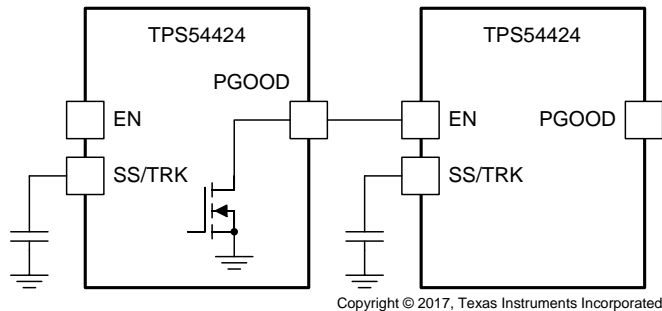 TPS54424
TPS54424
PGOOD
EN
EN
PGOOD
SS/TRK
SS/TRK
Copyright © 2017, Texas Instruments Incorporated